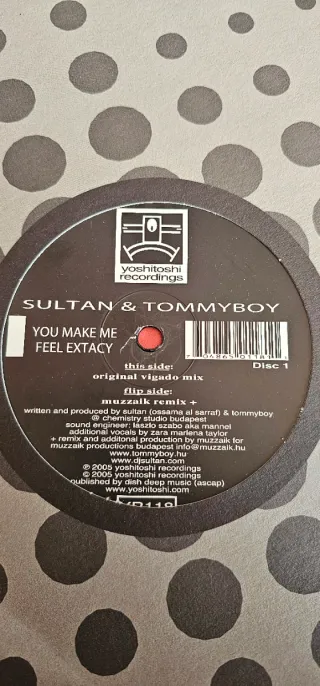 yoshitoshi
recordings
SULTAN & TOMMYBOY
YOU MAKE ME
FEEL EXTACY
Disc 1
this side:
original vigado mix
flip side:
muzzaik remix +
written and produced by sultan (ossama al sarraf) & tommyboy
@ chemistry studio budapest
sound engineer: laszlo szabo aka mannel
additional vocals by zara marlena taylor
+ remix and additonal production by muzzaik for
muzzaik productions budapest info@muzzaik.hu
www.tommyboy.hu
www.djsultan.com
℗ 2005 yoshitoshi recordings
© 2005 yoshitoshi recordings
published by dish deep music (ascap)
www.yoshitoshi.com
YR118